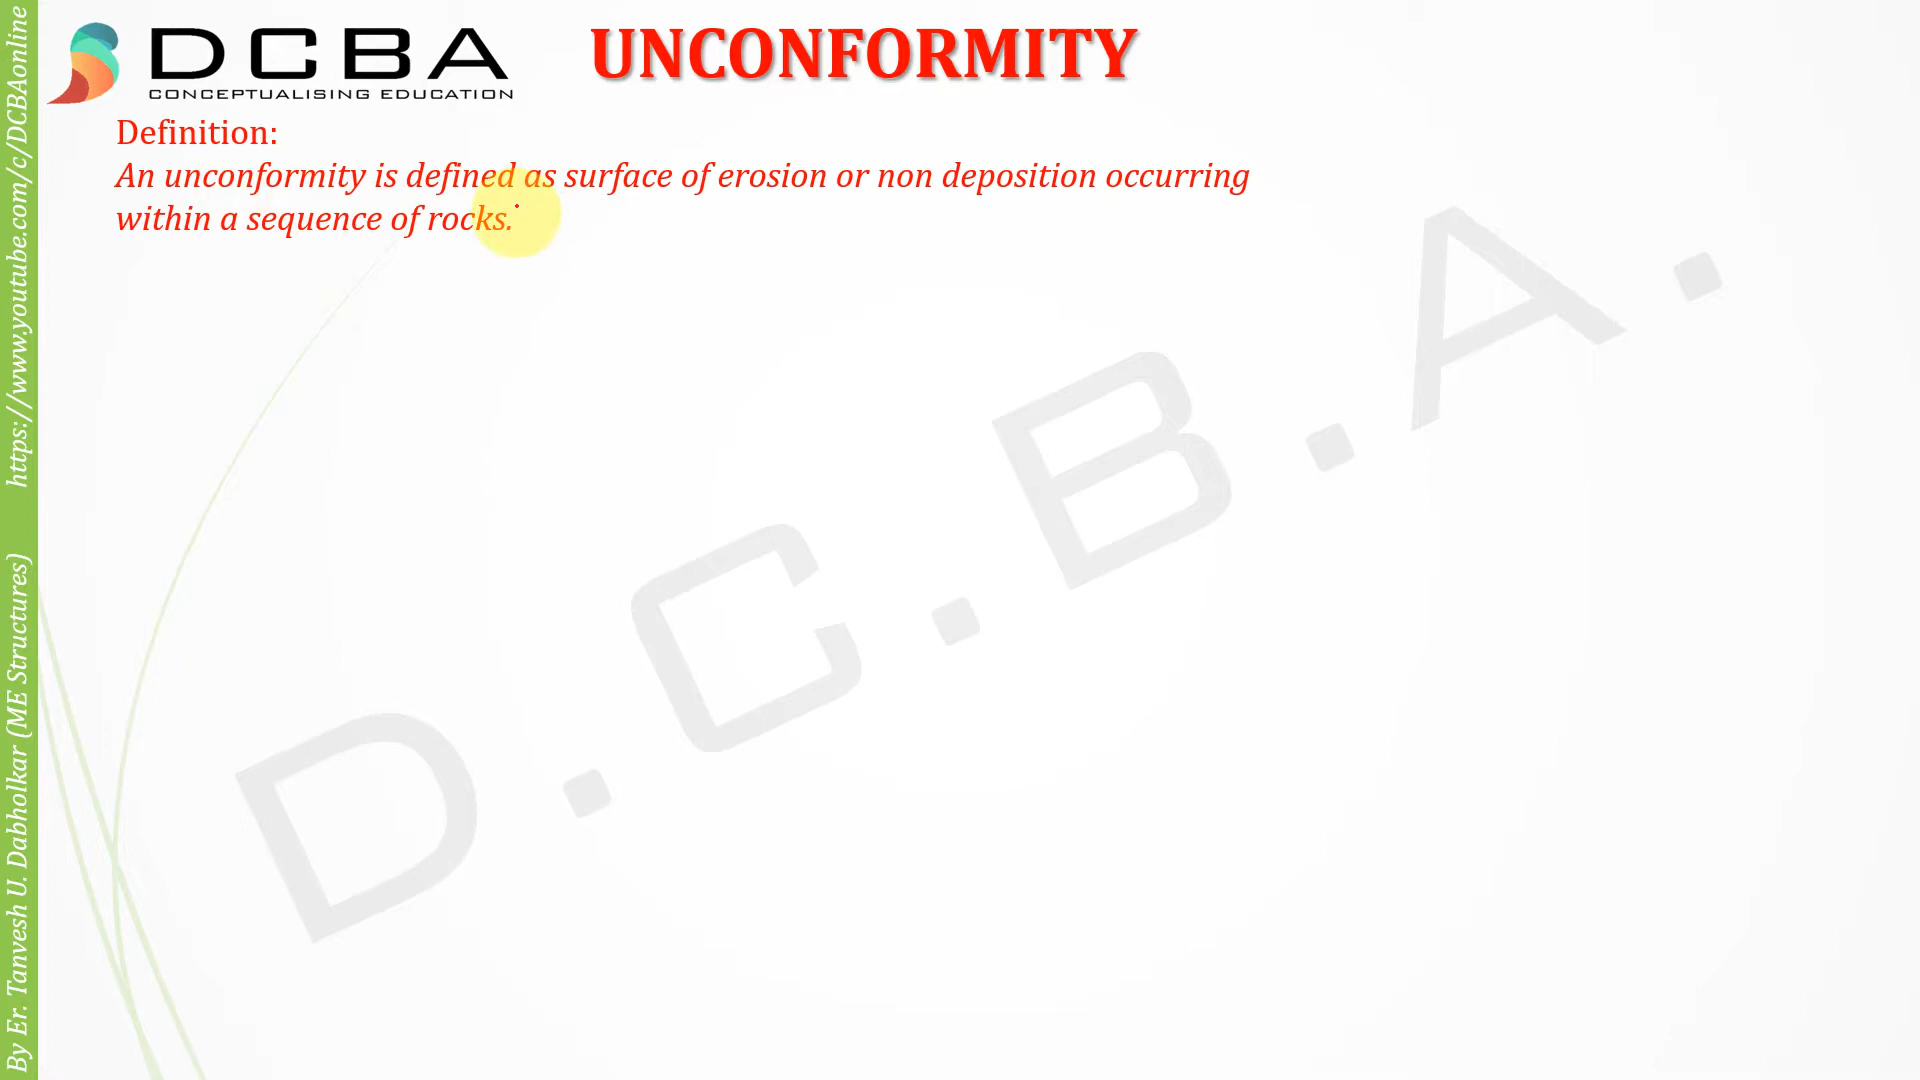 DCBA
CONCEPTUALISING EDUCATION
UNCONFORMITY
Definition:
An unconformity is defined as surface of erosion or non deposition occurring
within a sequence of rocks.
D.C.B.A.
By Er. Tanvesh U. Dabholkar (ME Structures) https://www.youtube.com/c/DCBAonline